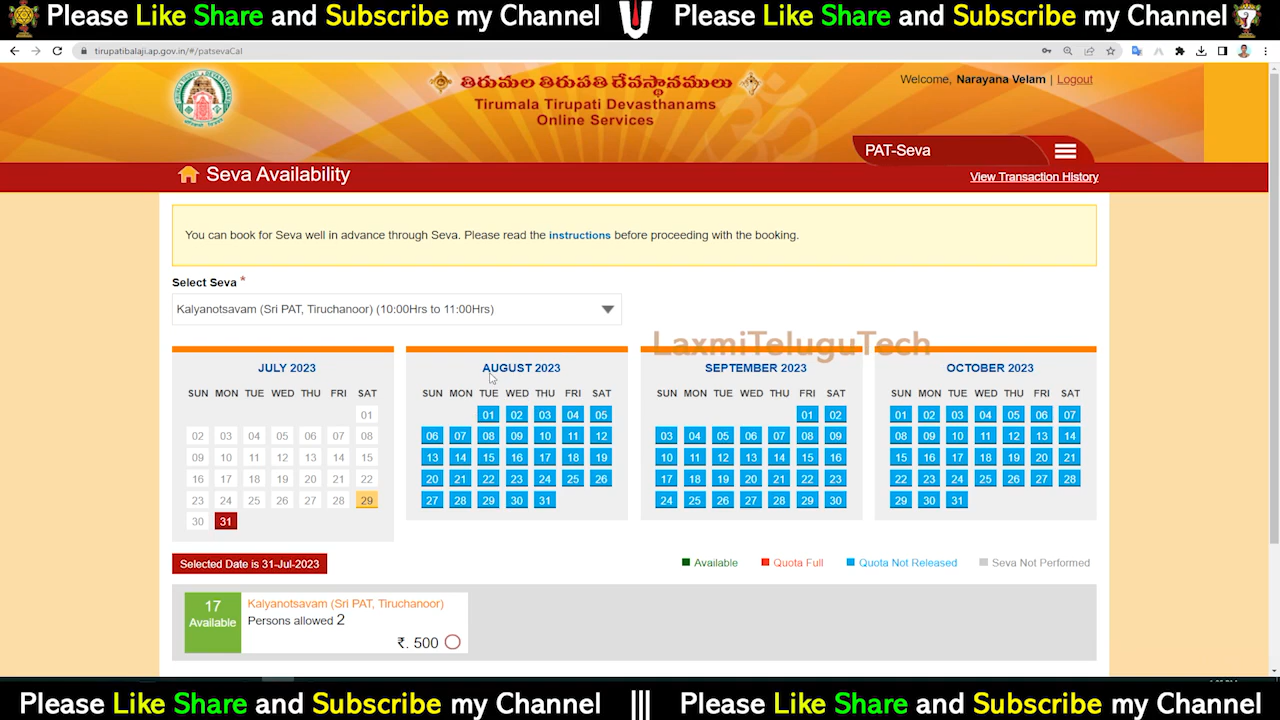 Please Like Share and Subscribe my Channel Please Like Share and Subscribe my Channel
tirupatibalaji.ap.gov.in/#/patsevaCal
తిరుమల తిరుపతి దేవస్థానములు
Tirumala Tirupati Devasthanams
Online Services
Welcome, Narayana Velam | Logout
PAT-Seva
Seva Availability
View Transaction History
You can book for Seva well in advance through Seva. Please read the instructions before proceeding with the booking.
Select Seva *
Kalyanotsavam (Sri PAT, Tiruchanoor) (10:00Hrs to 11:00Hrs)
LaxmiTeluguTech
JULY 2023
SUN MON TUE WED THU FRI SAT
01
02 03 04 05 06 07 08
09 10 11 12 13 14 15
16 17 18 19 20 21 22
23 24 25 26 27 28 29
30 31
AUGUST 2023
SUN MON TUE WED THU FRI SAT
01 02 03 04 05
06 07 08 09 10 11 12
13 14 15 16 17 18 19
20 21 22 23 24 25 26
27 28 29 30 31
SEPTEMBER 2023
SUN MON TUE WED THU FRI SAT
01 02
03 04 05 06 07 08 09
10 11 12 13 14 15 16
17 18 19 20 21 22 23
24 25 26 27 28 29 30
OCTOBER 2023
SUN MON TUE WED THU FRI SAT
01 02 03 04 05 06 07
08 09 10 11 12 13 14
15 16 17 18 19 20 21
22 23 24 25 26 27 28
29 30 31
Selected Date is 31-Jul-2023
Available Quota Full Quota Not Released Seva Not Performed
17
Available
Kalyanotsavam (Sri PAT, Tiruchanoor)
Persons allowed 2
₹. 500
Please Like Share and Subscribe my Channel ||| Please Like Share and Subscribe my Channel